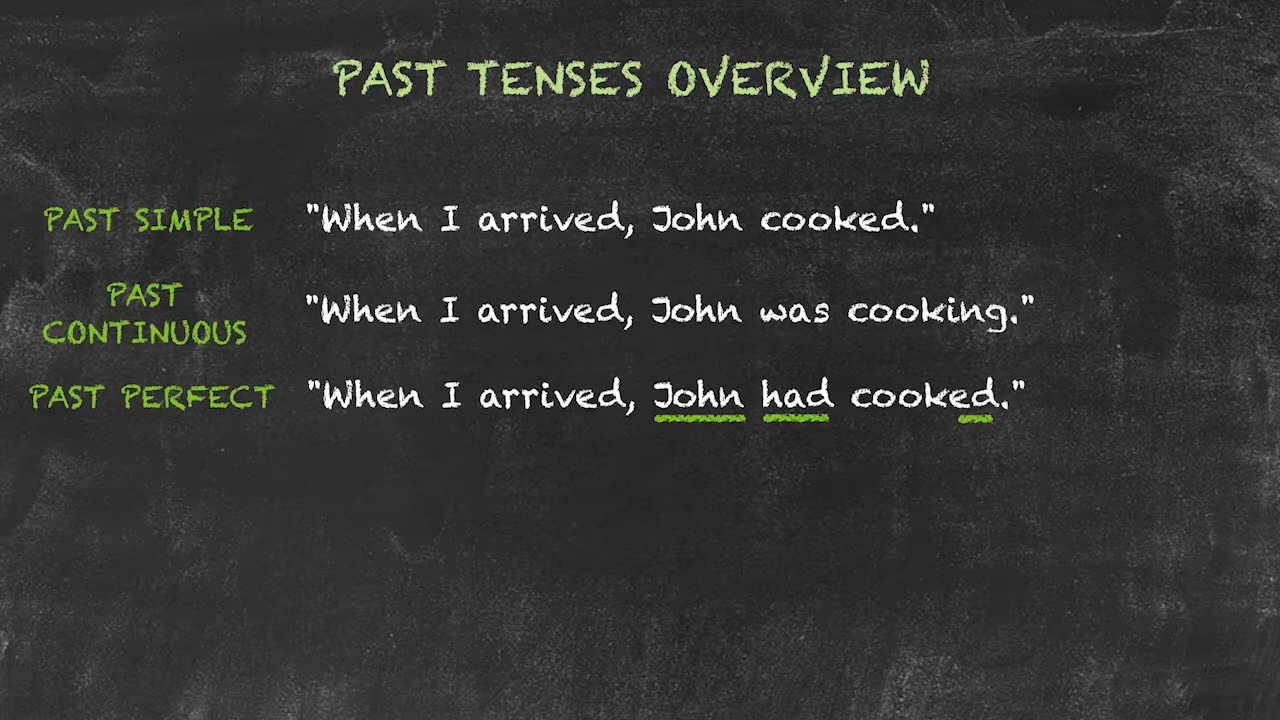 PAST TENSES OVERVIEW
PAST SIMPLE "When I arrived, John cooked."
PAST
CONTINUOUS "When I arrived, John was cooking."
PAST PERFECT "When I arrived, John had cooked."